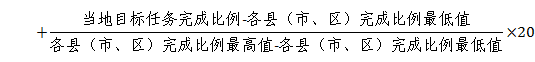 当地目标任务完成比例-各县（市、区）完成比例最低值
+ ×20
各县（市、区）完成比例最高值-各县（市、区）完成比例最低值